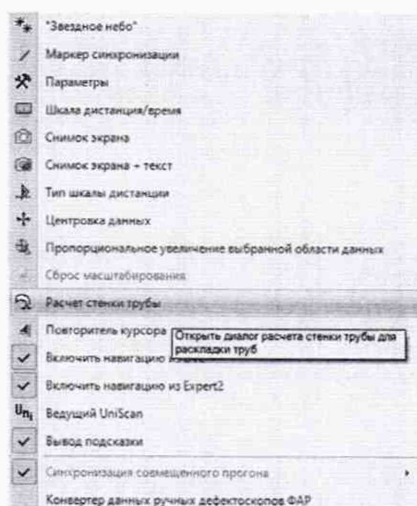 "Звездное небо"
Маркер синхронизации
Параметры
Шкала дистанция/время
Снимок экрана
Снимок экрана + текст
Тип шкалы дистанции
Центровка данных
Пропорциональное увеличение выбранной области данных
Сброс масштабирования
Расчет стенки трубы
Повторитель курсора
Открыть диалог расчета стенки трубы для
раскладки труб
Включить навигацию
Включить навигацию из Expert2
Uni Ведущий UniScan
Вывод подсказки
Синхронизация совмещенного прогона
Конвертер данных ручных дефектоскопов ФАР